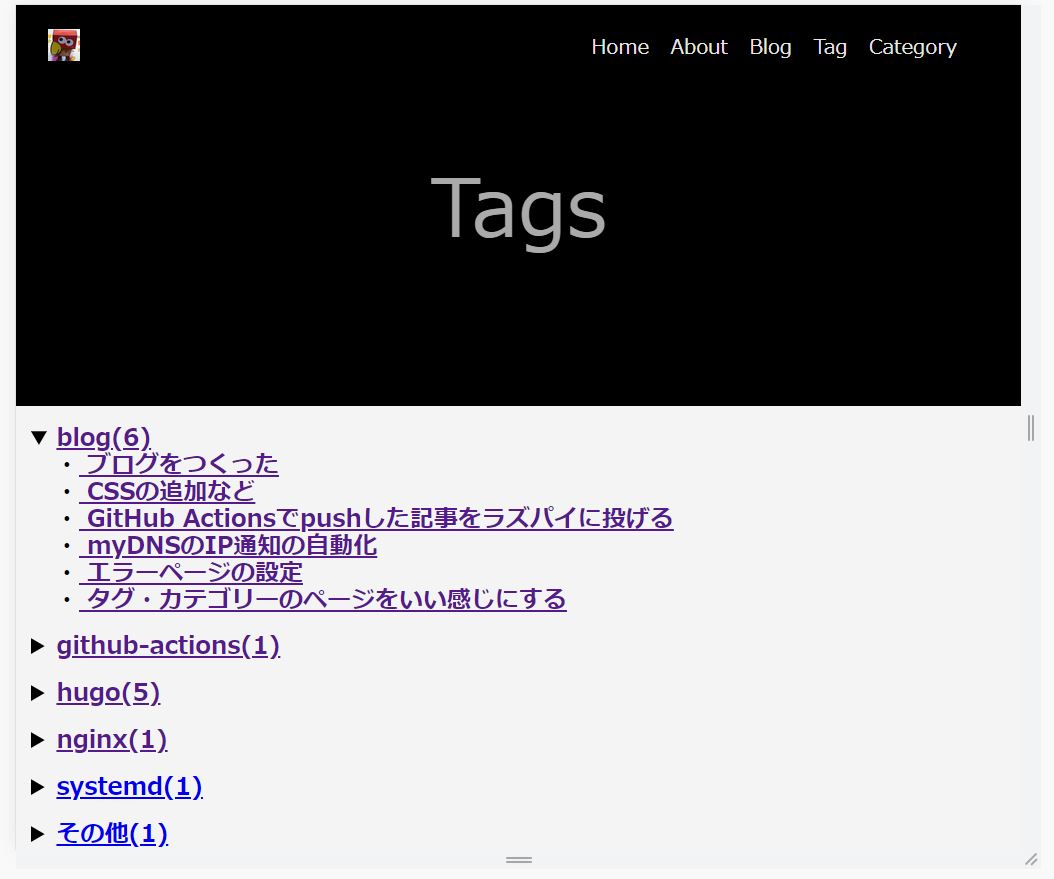 Home About Blog Tag Category
Tags
▼ blog(6)
・ ブログをつくった
・ CSSの追加など
・ GitHub Actionsでpushした記事をラズパイに投げる
・ myDNSのIP通知の自動化
・ エラーページの設定
・ タグ・カテゴリーのページをいい感じにする
▶ github-actions(1)
▶ hugo(5)
▶ nginx(1)
▶ systemd(1)
▶ その他(1)